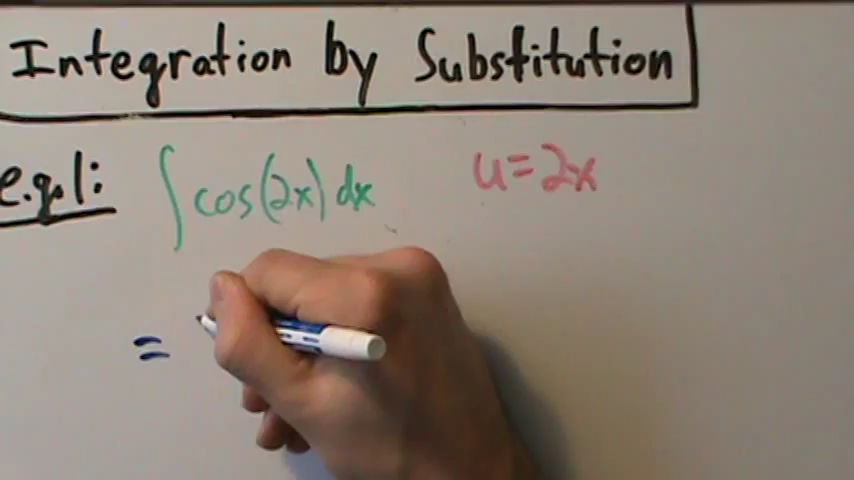 Integration by Substitution
e.g.1: ∫ cos(2x) dx u=2x
=